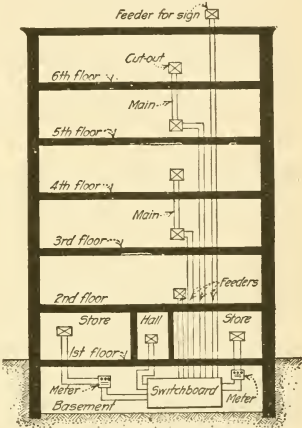 Feeder for sign
Cut-out
6th floor
Main
5th floor
4th floor
Main
3rd floor
2nd floor
Feeders
Store
Hall
Store
1st floor
Meter
Switchboard
Meter
Basement